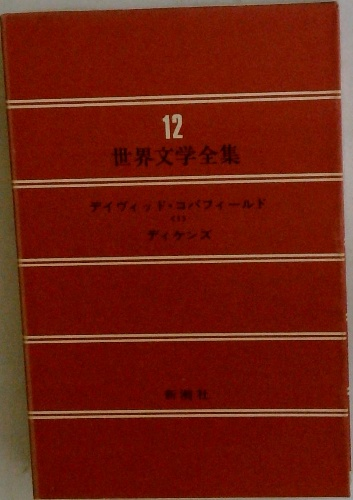 12
世界文学全集
デイヴィッド・コパフィールド
(1)
ディケンズ
新潮社